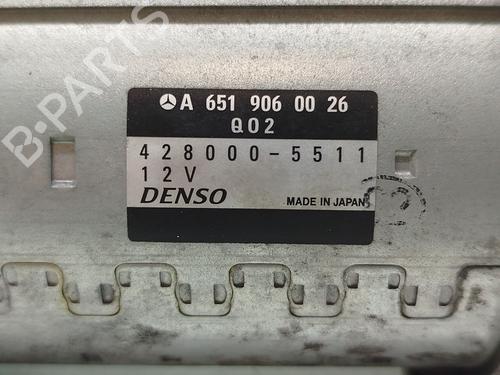 A 651 906 00 26
Q02
428000-5511
12V
DENSO MADE IN JAPAN
B-PARTS